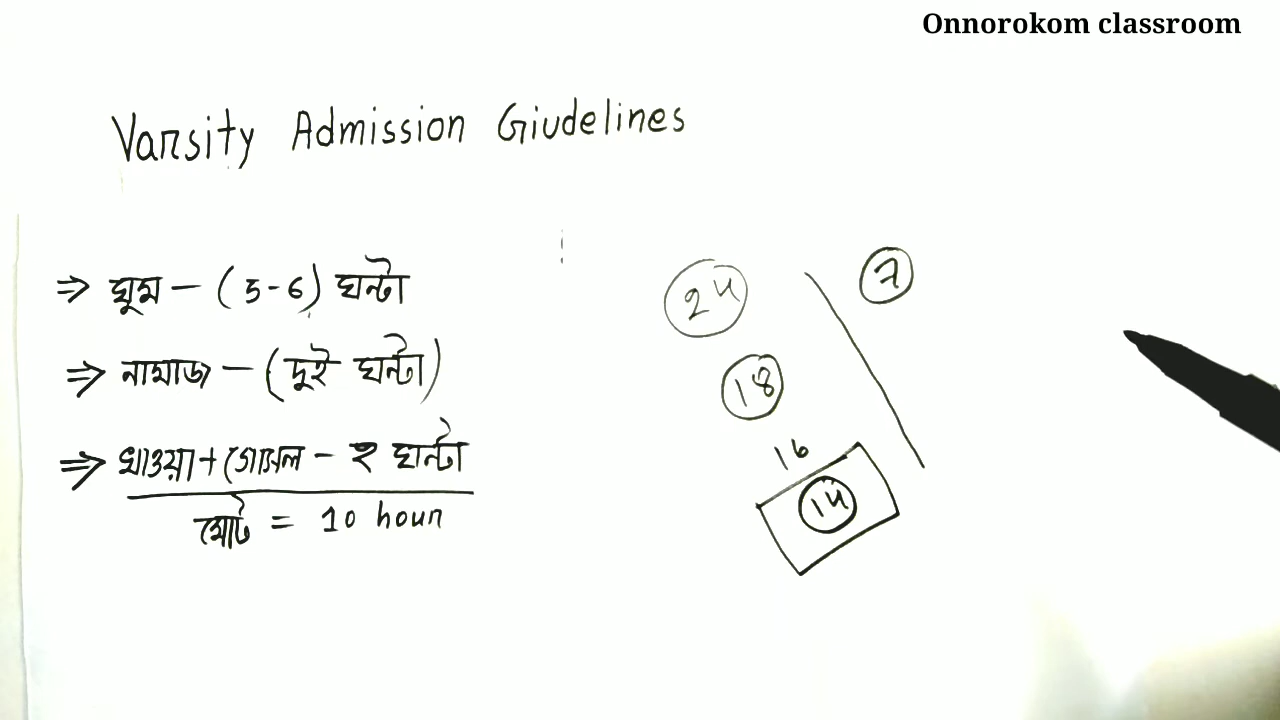 Onnorokom classroom
Varsity Admission Giudelines
⇒ ঘুম – (5-6) ঘন্টা
⇒ নামাজ – (দুই ঘন্টা)
⇒ খাওয়া+গোসল – ২ ঘন্টা
মোট = 10 hour
24
7
18
16
14